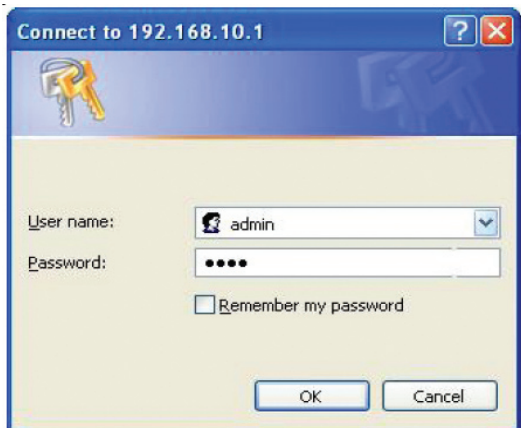 Connect to 192.168.10.1
User name:
admin
Password:
••••
Remember my password
OK
Cancel